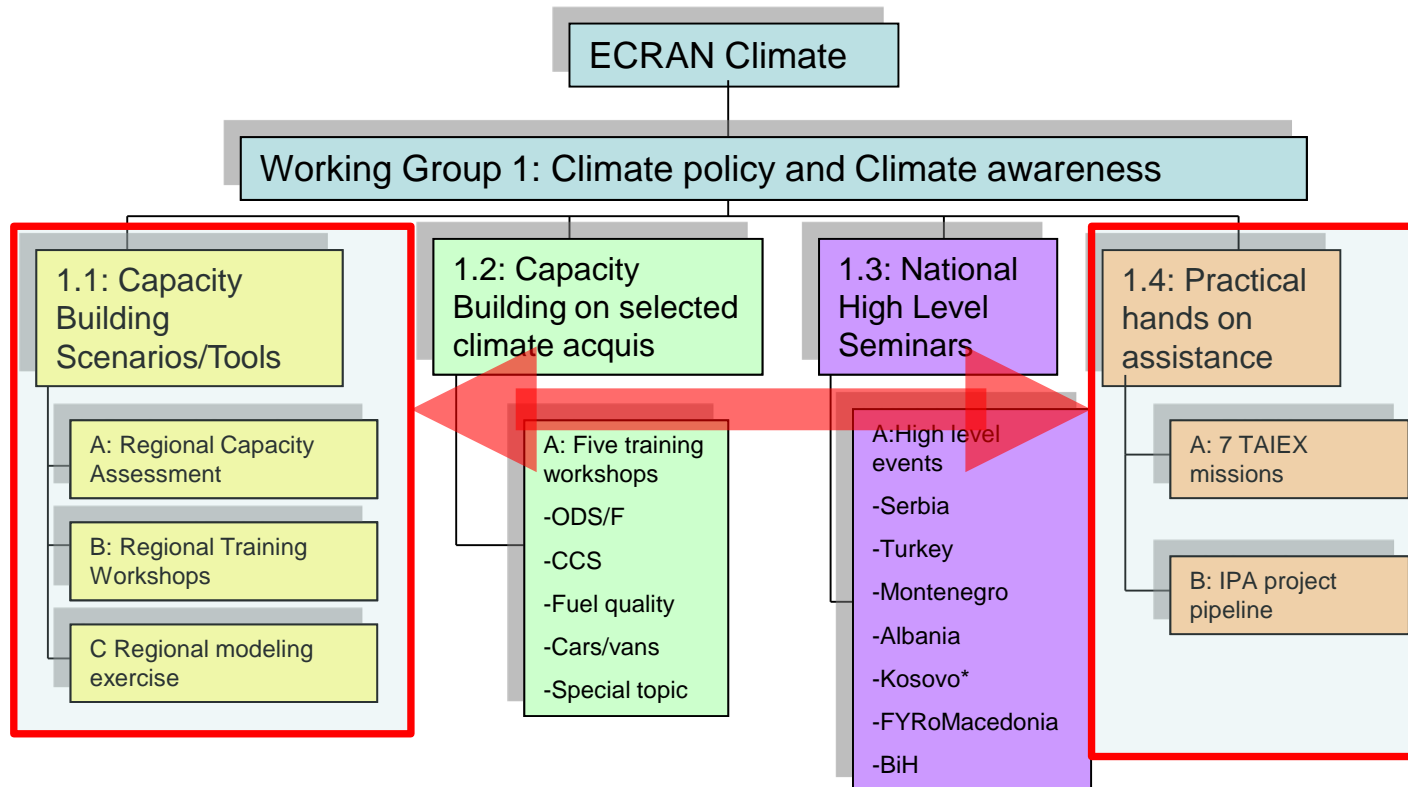 ECRAN Climate
Working Group 1: Climate policy and Climate awareness
1.1: Capacity
Building
Scenarios/Tools
A: Regional Capacity
Assessment
B: Regional Training
Workshops
C Regional modeling
exercise
1.2: Capacity
Building on selected
climate acquis
A: Five training
workshops
-ODS/F
-CCS
-Fuel quality
-Cars/vans
-Special topic
1.3: National
High Level
Seminars
A:High level
events
-Serbia
-Turkey
-Montenegro
-Albania
-Kosovo*
-FYRoMacedonia
-BiH
1.4: Practical
hands on
assistance
A: 7 TAIEX
missions
B: IPA project
pipeline